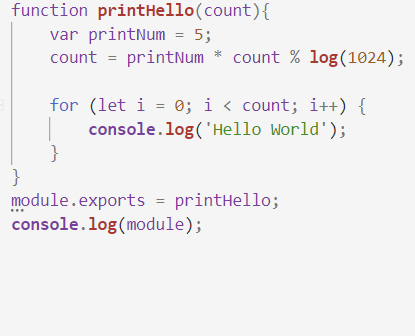 function printHello(count){
    var printNum = 5;
    count = printNum * count % log(1024);

    for (let i = 0; i < count; i++) {
        console.log('Hello World');
    }
}
module.exports = printHello;
console.log(module);